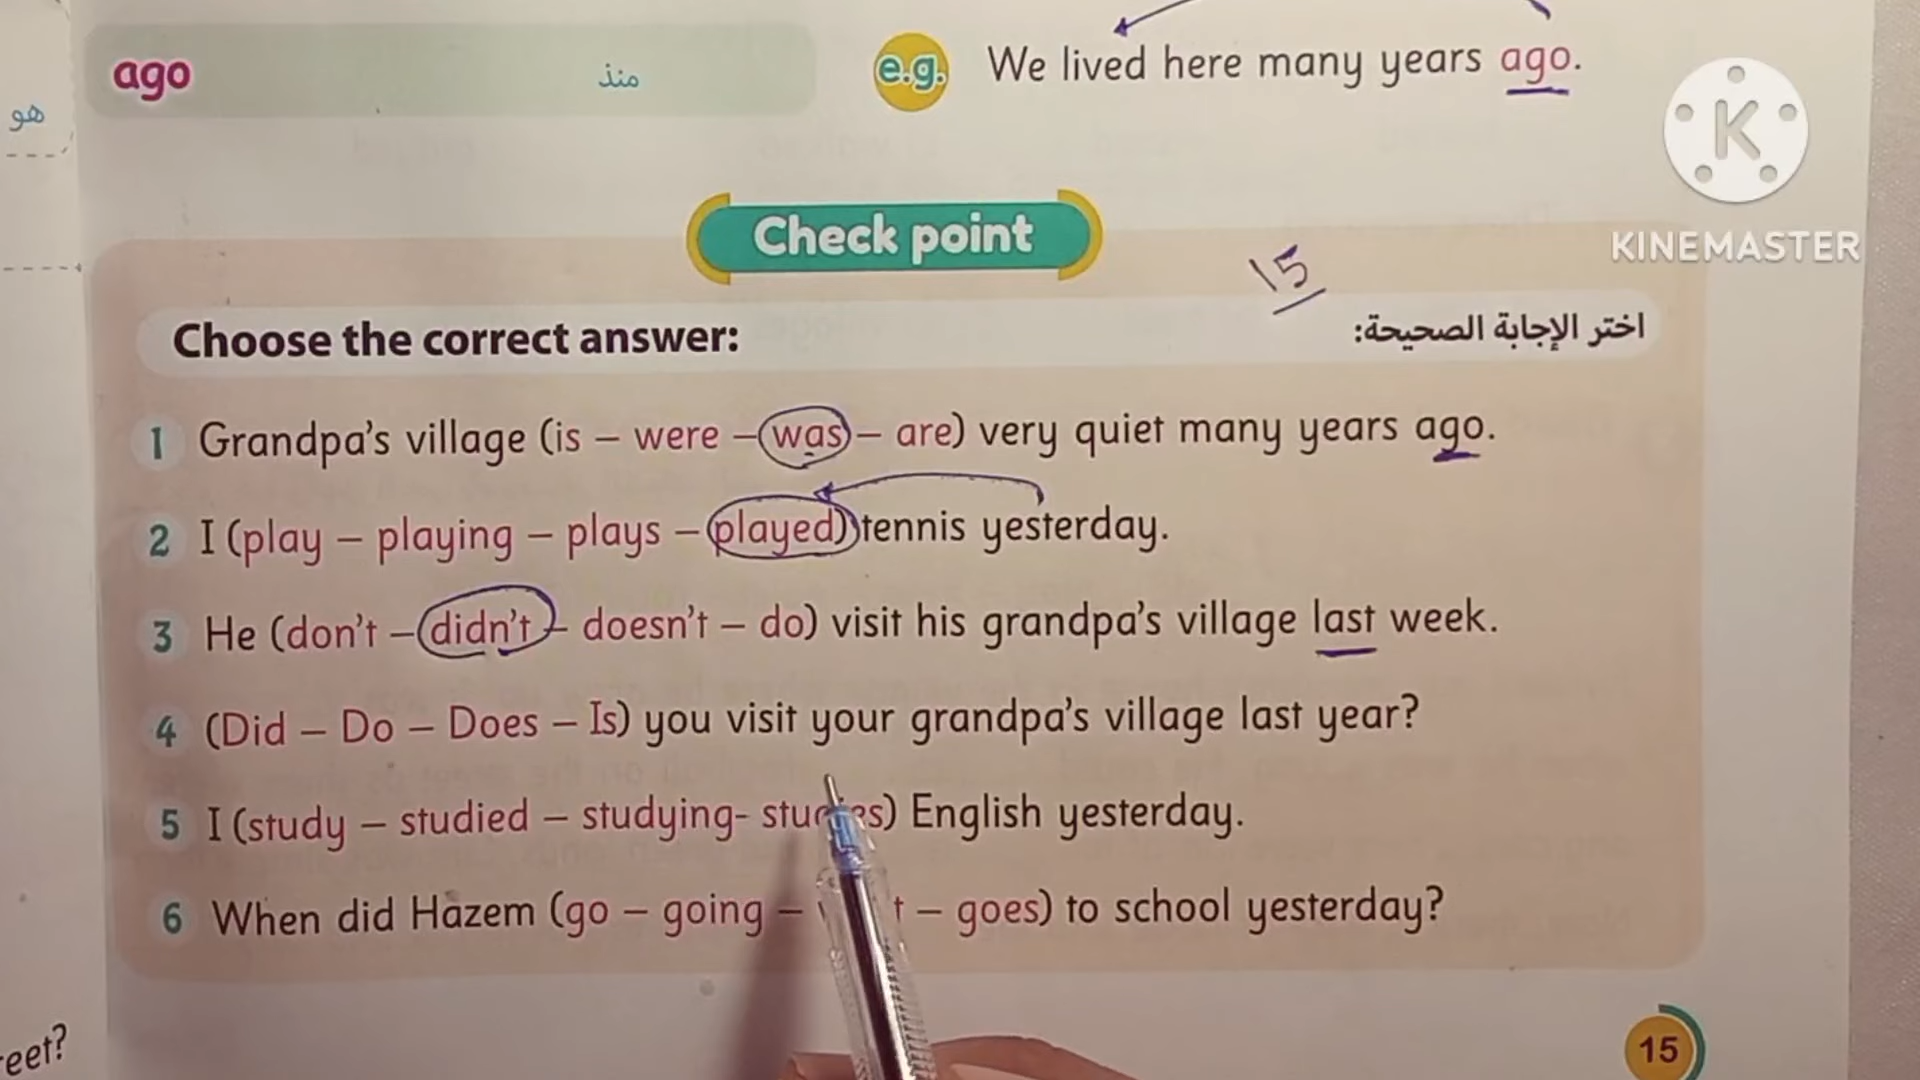 ago منذ e.g. We lived here many years ago.
هو
KINEMASTER
Check point
15
Choose the correct answer: اختر الإجابة الصحيحة:
1 Grandpa's village (is – were – was – are) very quiet many years ago.
2 I (play – playing – plays – played) tennis yesterday.
3 He (don't – didn't – doesn't – do) visit his grandpa's village last week.
4 (Did – Do – Does – Is) you visit your grandpa's village last year?
5 I (study – studied – studying- studies) English yesterday.
6 When did Hazem (go – going – t – goes) to school yesterday?
reet?
15